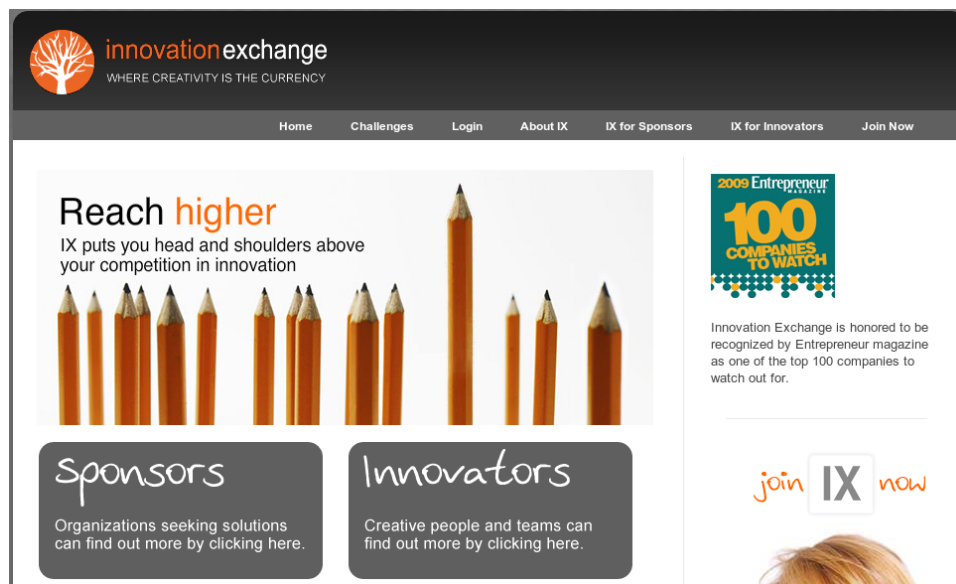 innovationexchange
WHERE CREATIVITY IS THE CURRENCY
Home Challenges Login About IX IX for Sponsors IX for Innovators Join Now
Reach higher
IX puts you head and shoulders above
your competition in innovation
2009 Entrepreneur
MAGAZINE
100
COMPANIES
TO WATCH
Innovation Exchange is honored to be
recognized by Entrepreneur magazine
as one of the top 100 companies to
watch out for.
Sponsors
Organizations seeking solutions
can find out more by clicking here.
Innovators
Creative people and teams can
find out more by clicking here.
join IX now